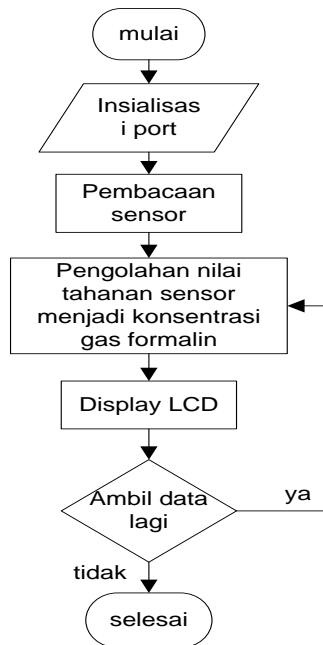 mulai
Insialisas
i port
Pembacaan
sensor
Pengolahan nilai
tahanan sensor
menjadi konsentrasi
gas formalin
Display LCD
Ambil data
lagi
ya
tidak
selesai